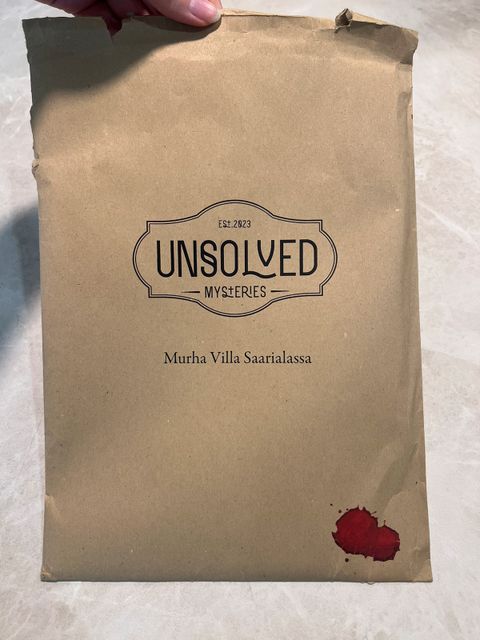 Est. 2023
UNSOLVED
MYStERIES
Murha Villa Saarialassa